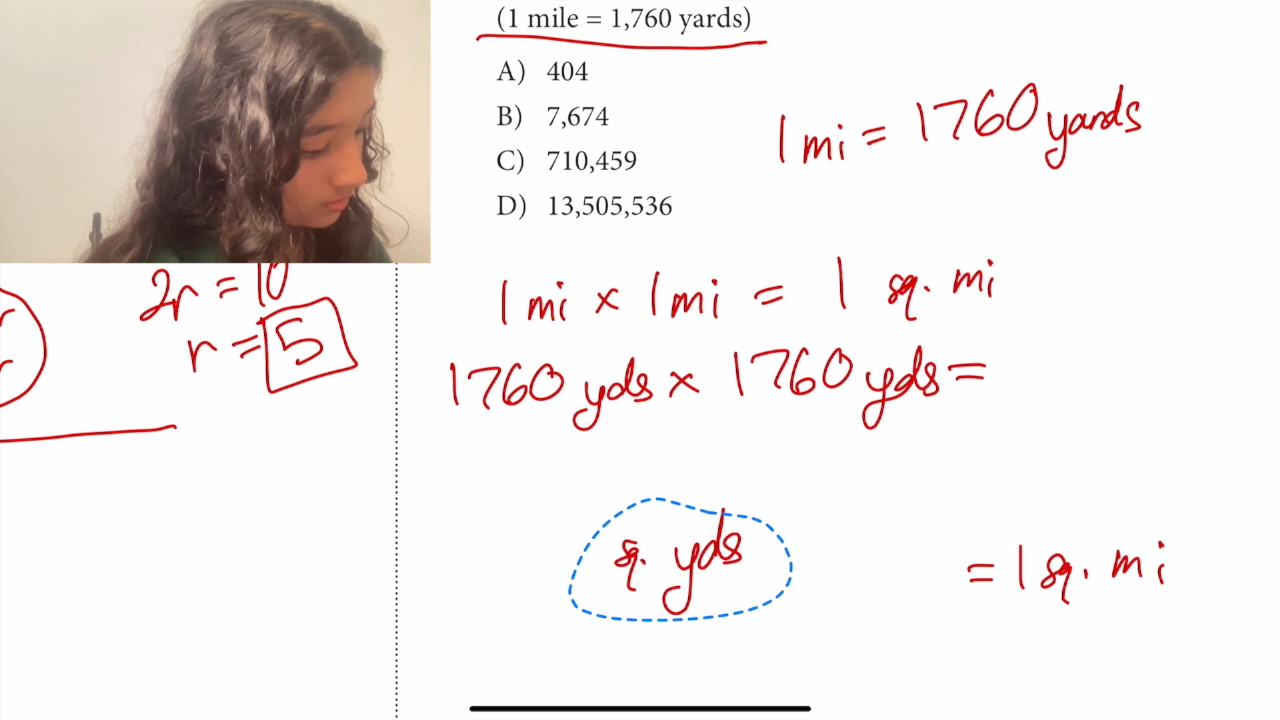 (1 mile = 1,760 yards)
A) 404
B) 7,674
C) 710,459
D) 13,505,536
1 mi = 1760 yards
2r = 10
r = 5
1 mi x 1 mi = 1 sq. mi
1760 yds x 1760 yds =
sq. yds = 1 sq. mi